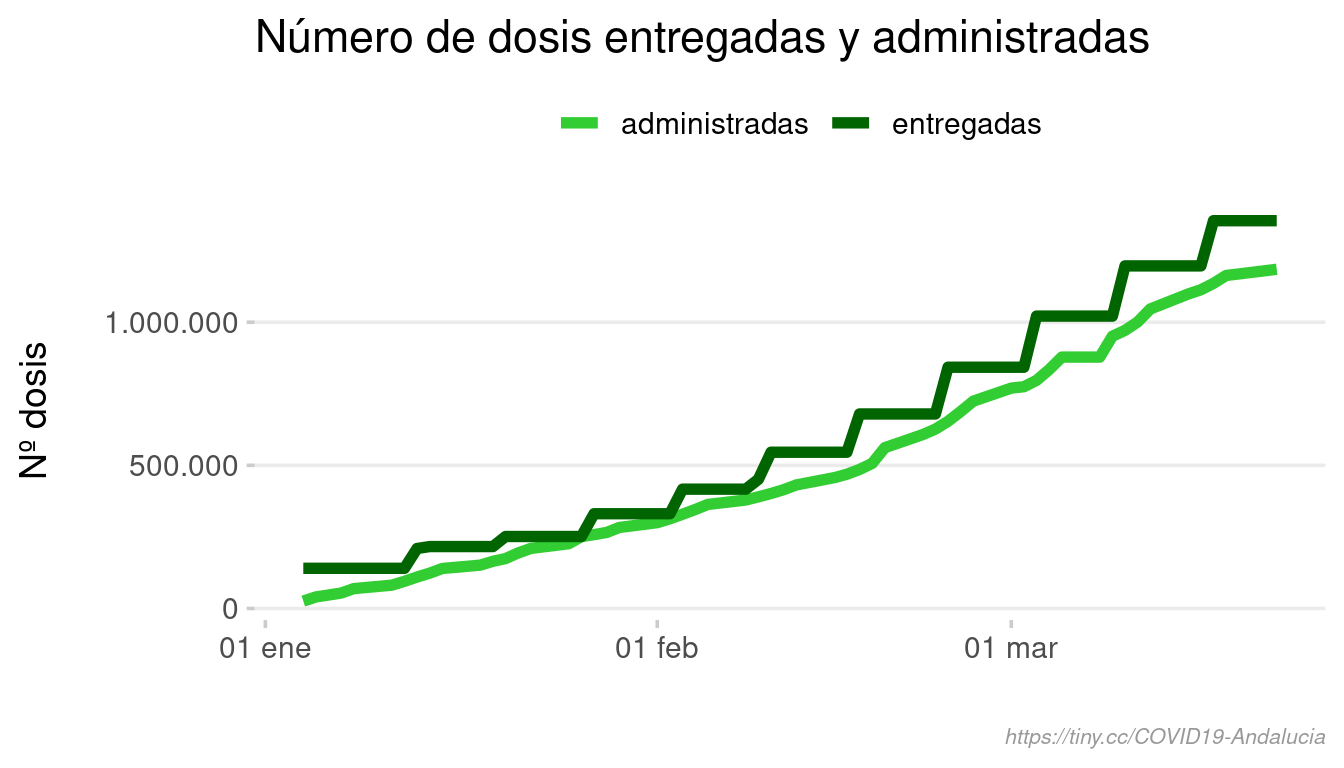 Número de dosis entregadas y administradas
administradas entregadas
Nº dosis
1.000.000
500.000
0
01 ene 01 feb 01 mar
https://tiny.cc/COVID19-Andalucia